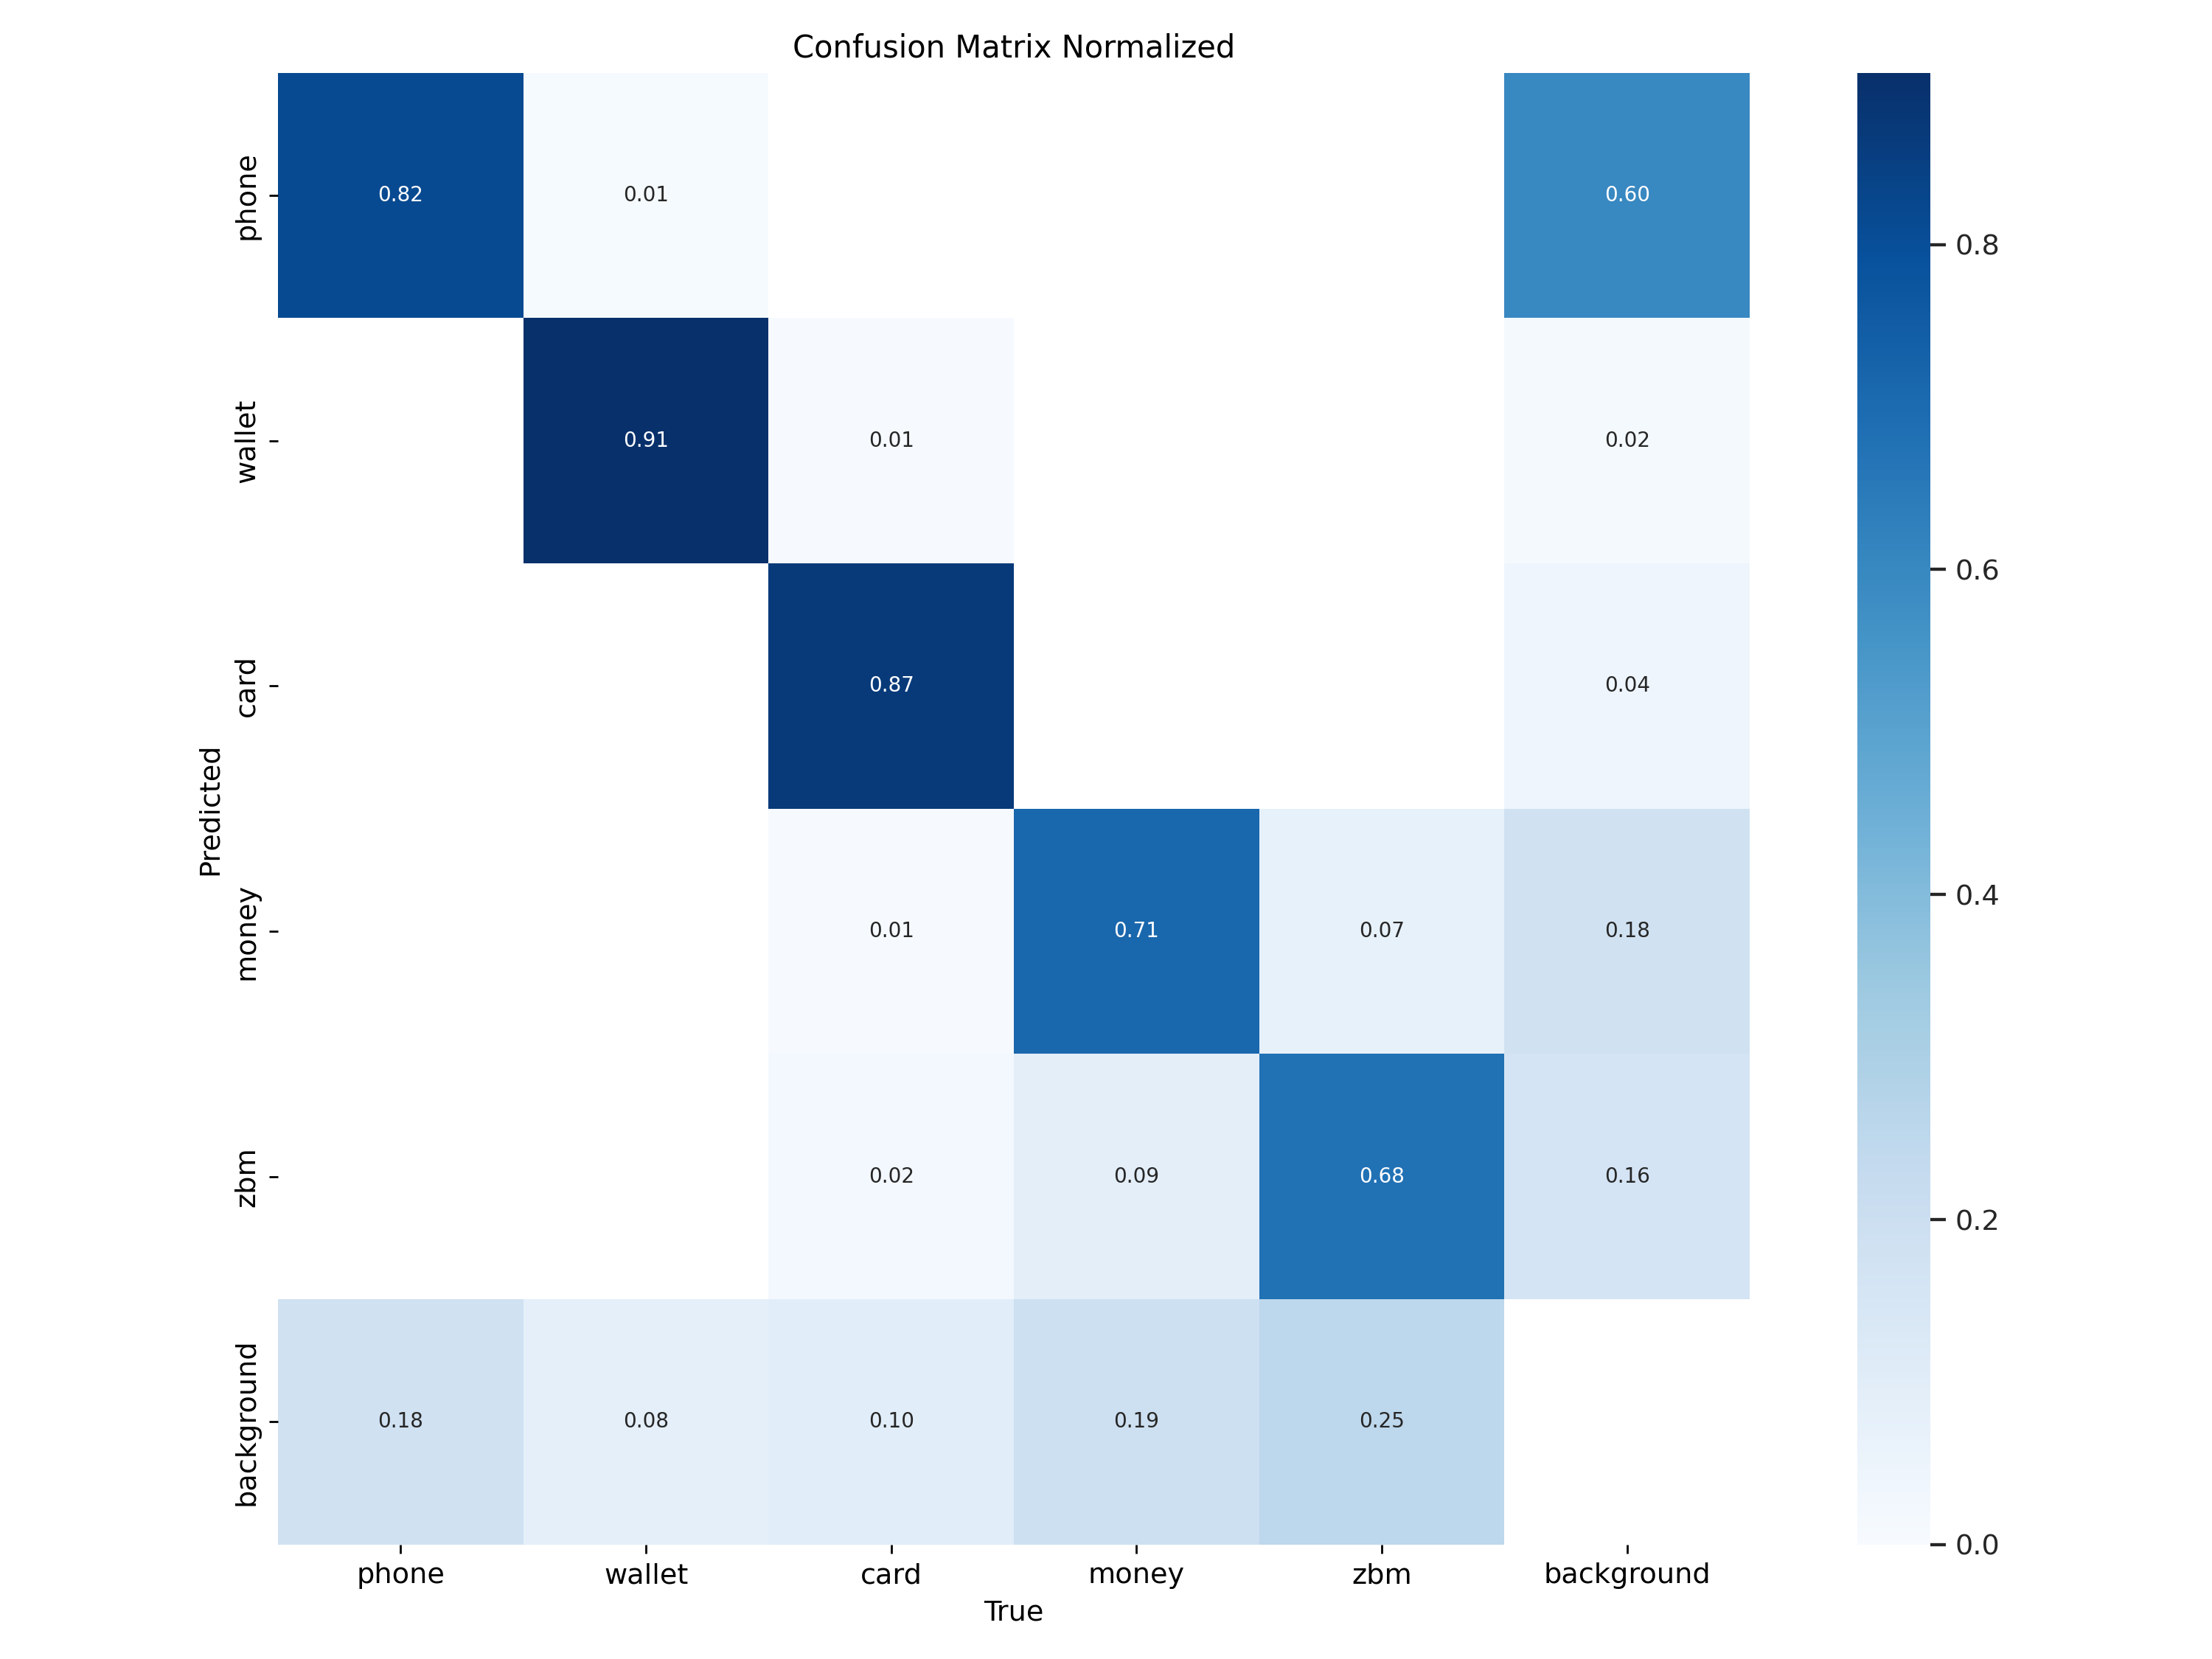 Confusion Matrix Normalized
phone
0.82
0.01
0.60
wallet
0.91
0.01
0.02
card
0.87
0.04
money
0.01
0.71
0.07
0.18
zbm
0.02
0.09
0.68
0.16
background
0.18
0.08
0.10
0.19
0.25
Predicted
phone
wallet
card
money
zbm
background
True
0.8
0.6
0.4
0.2
0.0